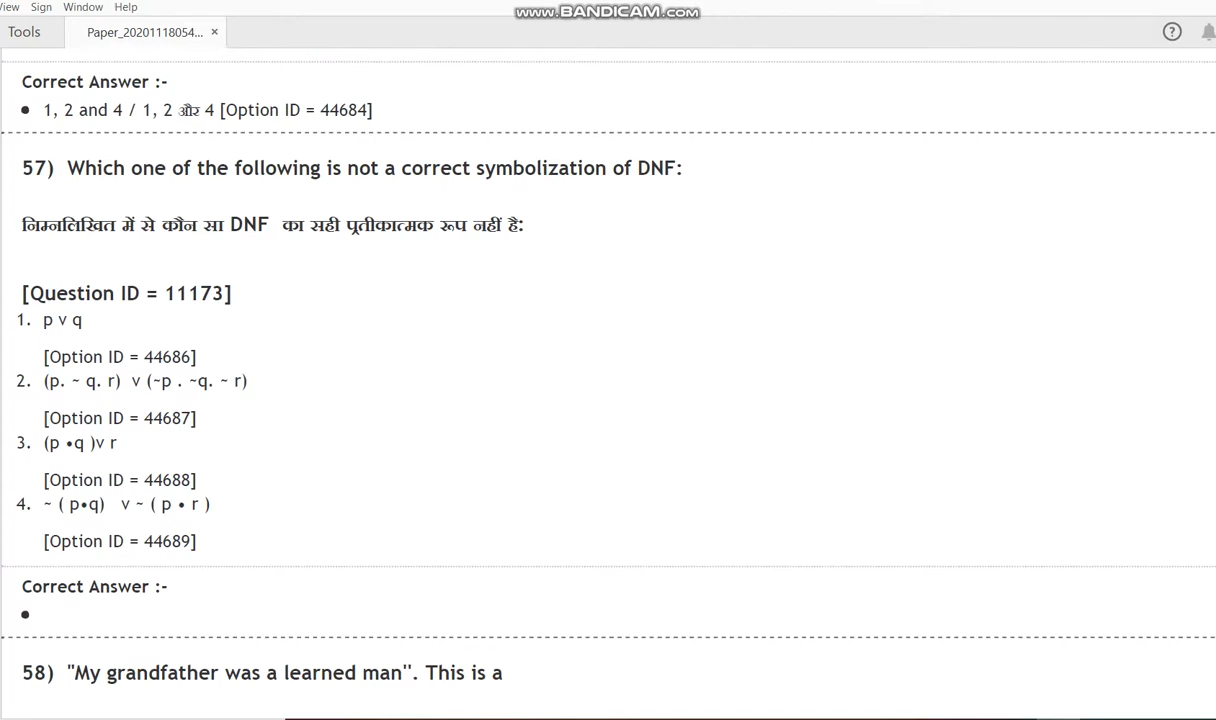 View Sign Window Help
www.BANDICAM.com
Tools Paper_20201118054... ×
Correct Answer :-
• 1, 2 and 4 / 1, 2 और 4 [Option ID = 44684]
57) Which one of the following is not a correct symbolization of DNF:
निम्नलिखित में से कौन सा DNF का सही प्रतीकात्मक रूप नहीं है:
[Question ID = 11173]
1. p v q
[Option ID = 44686]
2. (p. ~ q. r) v (~p . ~q. ~ r)
[Option ID = 44687]
3. (p •q )v r
[Option ID = 44688]
4. ~ ( p•q) v ~ ( p • r )
[Option ID = 44689]
Correct Answer :-
•
58) "My grandfather was a learned man''. This is a